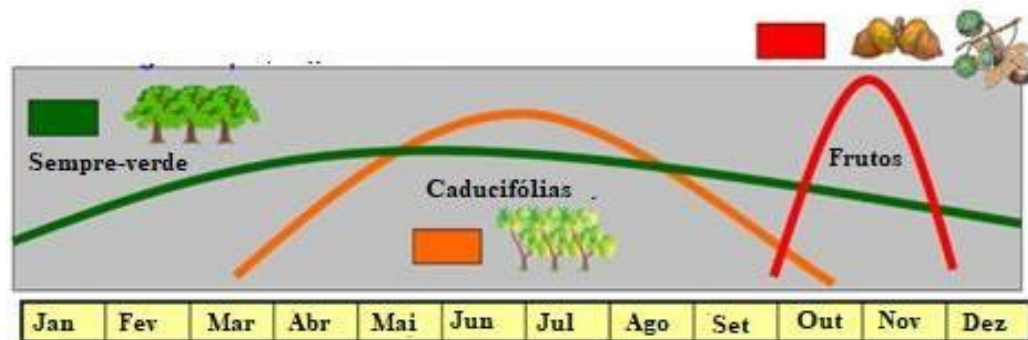 Sempre-verde
Frutos
Caducifólias
Jan Fev Mar Abr Mai Jun Jul Ago Set Out Nov Dez